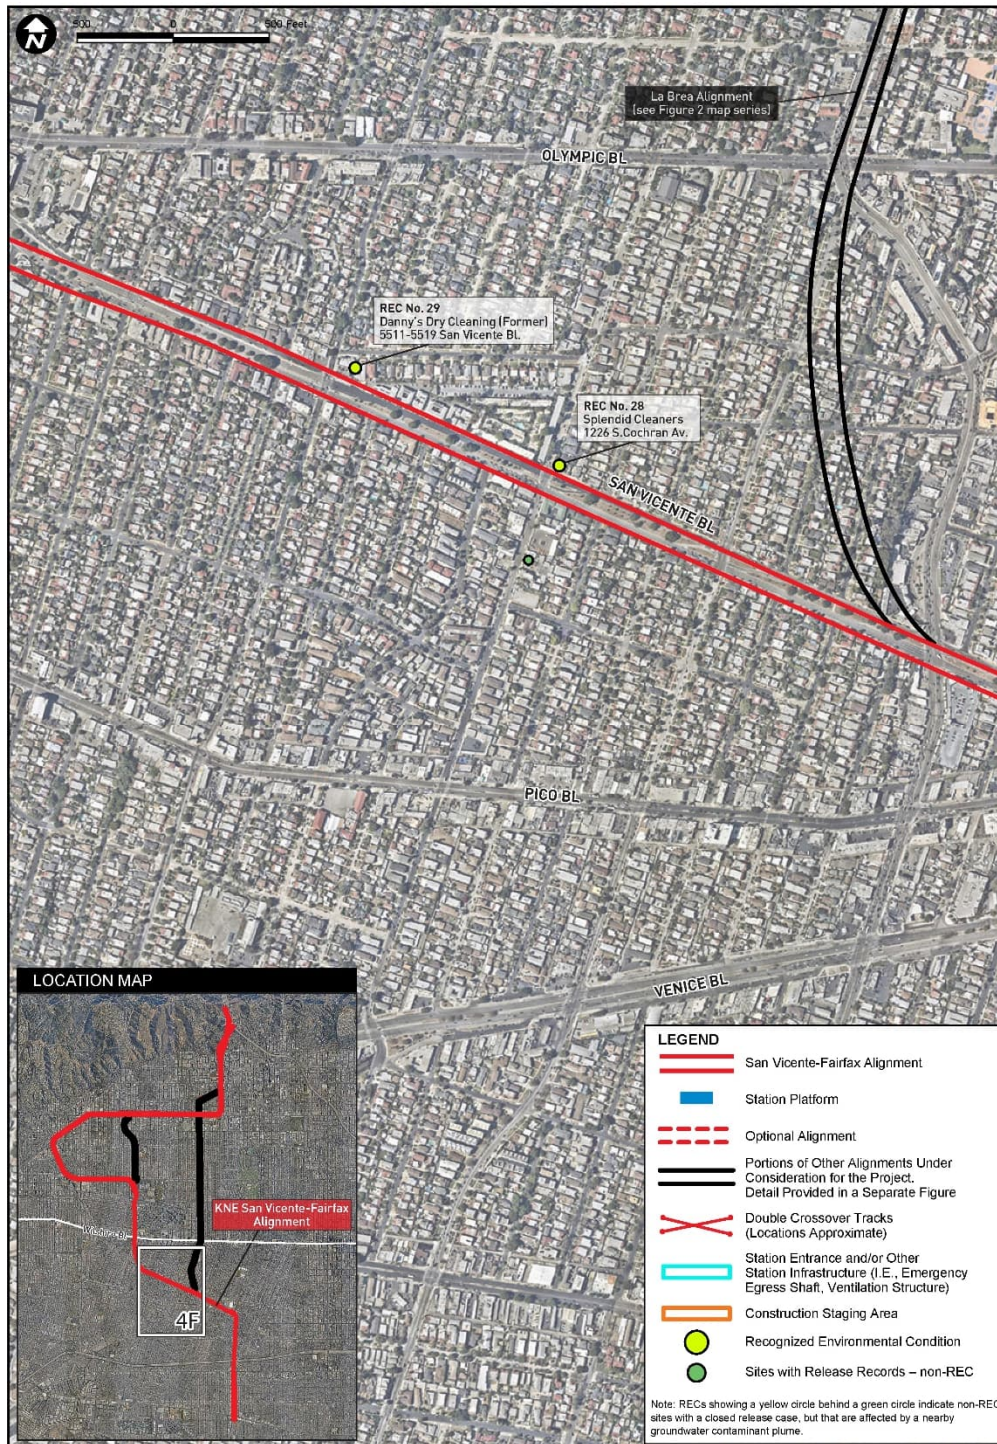 500 0 500 Feet
N
La Brea Alignment
(see Figure 2 map series)
OLYMPIC BL
REC No. 29
Danny's Dry Cleaning (Former)
5511-5519 San Vicente Bl.
REC No. 28
Splendid Cleaners
1226 S.Cochran Av.
SAN VICENTE BL
PICO BL
VENICE BL
LOCATION MAP
KNE San Vicente-Fairfax
Alignment
Wilshire Bl
4F
LEGEND
San Vicente-Fairfax Alignment
Station Platform
Optional Alignment
Portions of Other Alignments Under
Consideration for the Project.
Detail Provided in a Separate Figure
Double Crossover Tracks
(Locations Approximate)
Station Entrance and/or Other
Station Infrastructure (I.E., Emergency
Egress Shaft, Ventilation Structure)
Construction Staging Area
Recognized Environmental Condition
Sites with Release Records – non-REC
Note: RECs showing a yellow circle behind a green circle indicate non-REC
sites with a closed release case, but that are affected by a nearby
groundwater contaminant plume.